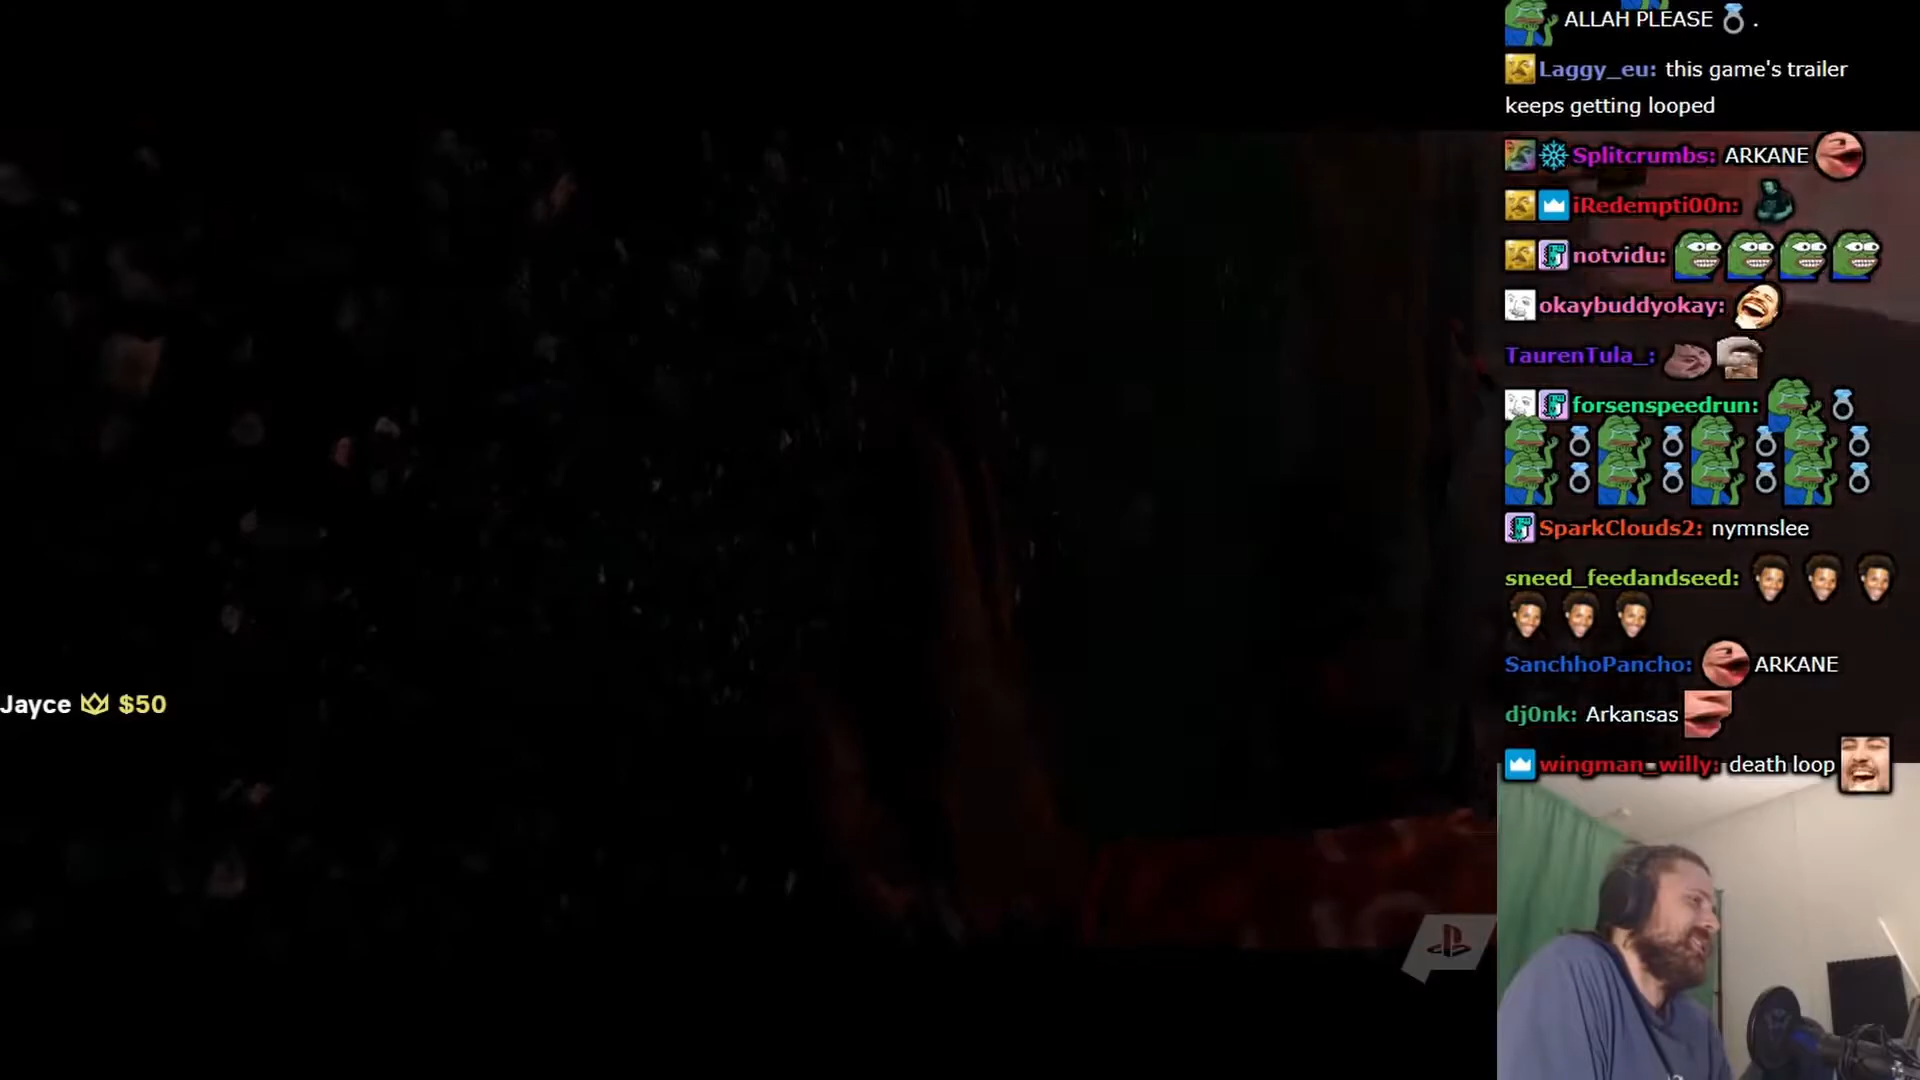 ALLAH PLEASE .
Laggy_eu: this game's trailer
keeps getting looped
Splitcrumbs: ARKANE
iRedempti00n:
notvidu:
okaybuddyokay:
TaurenTula_:
forsenspeedrun:
SparkClouds2: nymnslee
sneed_feedandseed:
SanchhoPancho: ARKANE
Jayce $50
dj0nk: Arkansas
wingman_willy: death loop